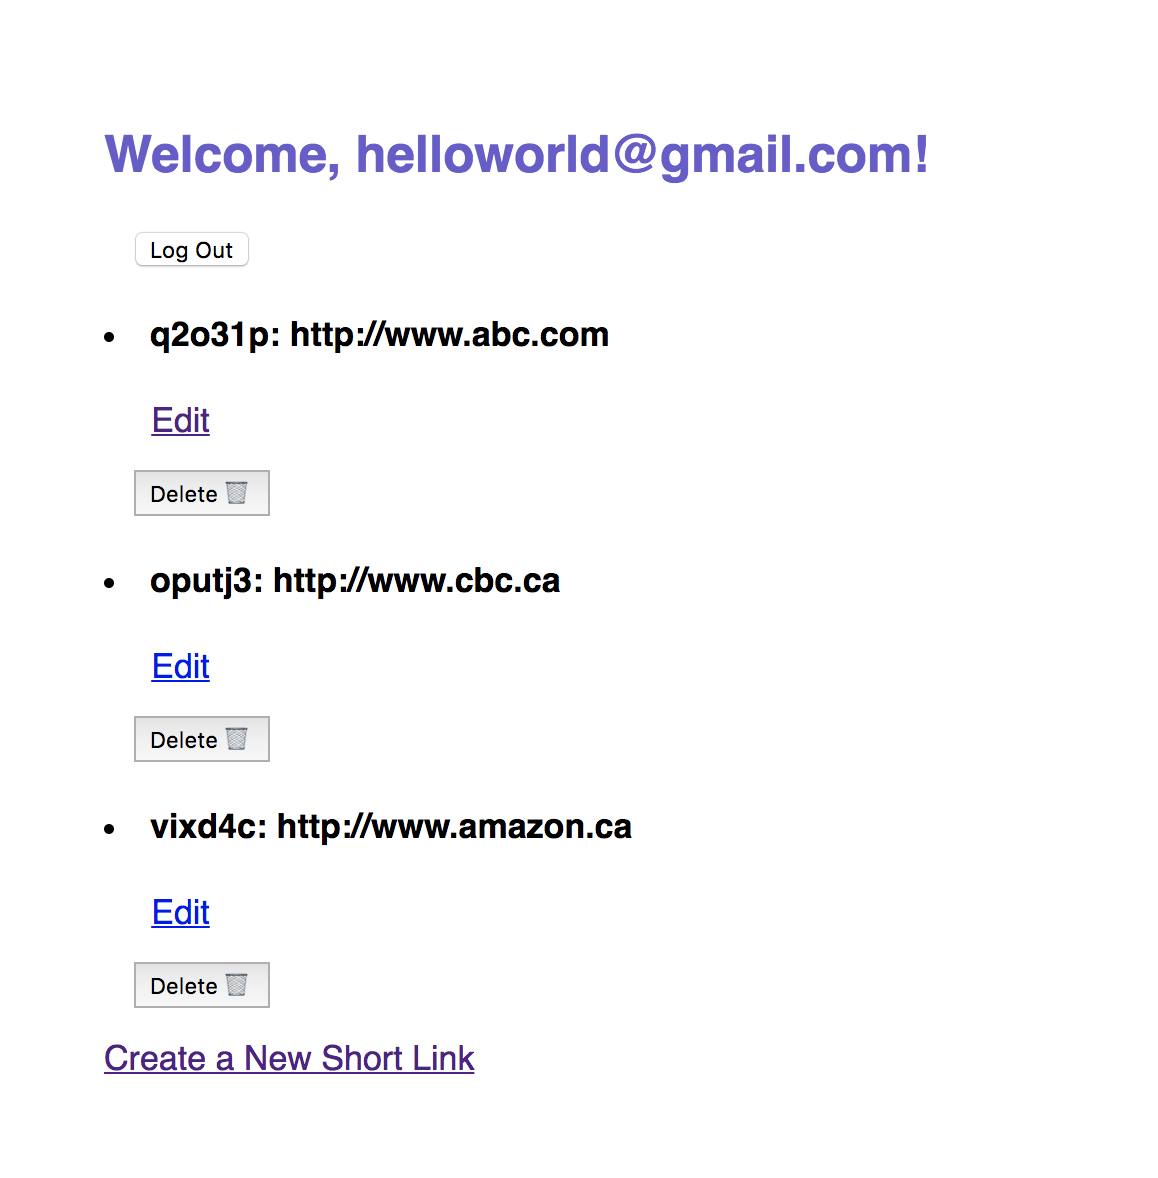 Welcome, helloworld@gmail.com!
Log Out
q2o31p: http://www.abc.com
Edit
Delete
oputj3: http://www.cbc.ca
Edit
Delete
vixd4c: http://www.amazon.ca
Edit
Delete
Create a New Short Link